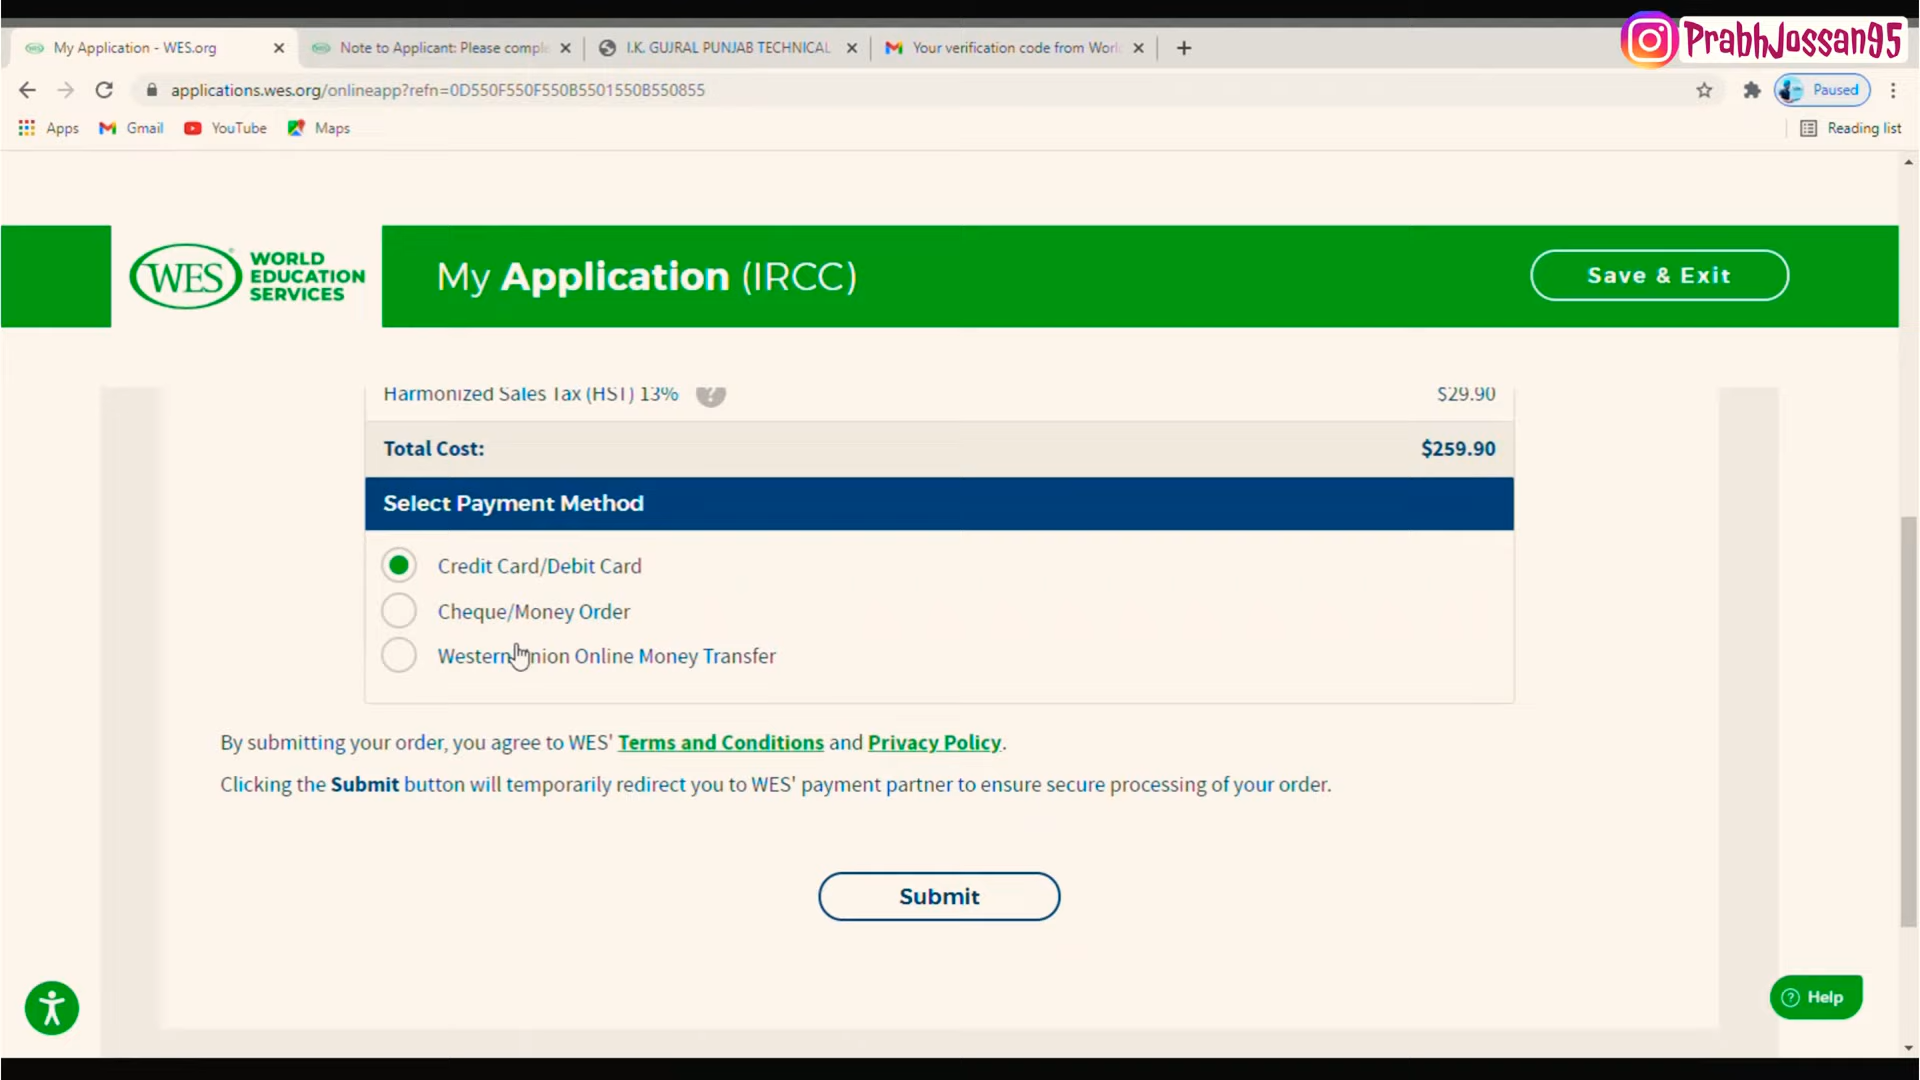 My Application - WES.org
Note to Applicant: Please comple
I.K. GUJRAL PUNJAB TECHNICAL
Your verification code from Worl
PrabhJossan95
applications.wes.org/onlineapp?refn=0D550F550F550B5501550B550855
Paused
Apps
Gmail
YouTube
Maps
Reading list
WES
WORLD
EDUCATION
SERVICES
My Application (IRCC)
Save & Exit
Harmonized Sales Tax (HST) 13% ?
$29.90
Total Cost:
$259.90
Select Payment Method
Credit Card/Debit Card
Cheque/Money Order
Western Union Online Money Transfer
By submitting your order, you agree to WES' Terms and Conditions and Privacy Policy.
Clicking the Submit button will temporarily redirect you to WES' payment partner to ensure secure processing of your order.
Submit
? Help